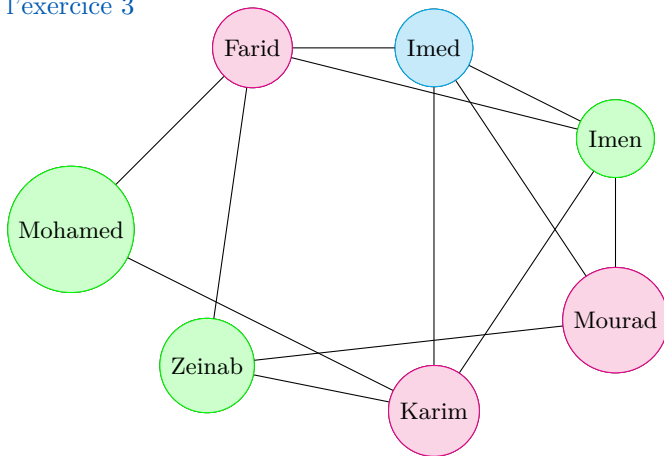 l'exercice 3
Farid
Imed
Imen
Mohamed
Mourad
Zeinab
Karim